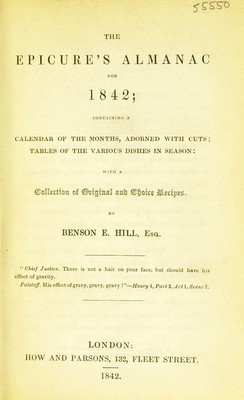 55550
THE
EPICURE'S ALMANAC
FOR
1842;
CONTAINING A
CALENDAR OF THE MONTHS, ADORNED WITH CUTS;
TABLES OF THE VARIOUS DISHES IN SEASON:
WITH A
Collection of Original and Choice Recipes.
BY
BENSON E. HILL, ESQ.
"Chief Justice. There is not a hair on your face, but should have his
effect of gravity.
Falstaff. His effect of gravy, gravy, gravy!"—Henry 4, Part 2, Act 1, Scene 2.
LONDON:
HOW AND PARSONS, 132, FLEET STREET.
1842.